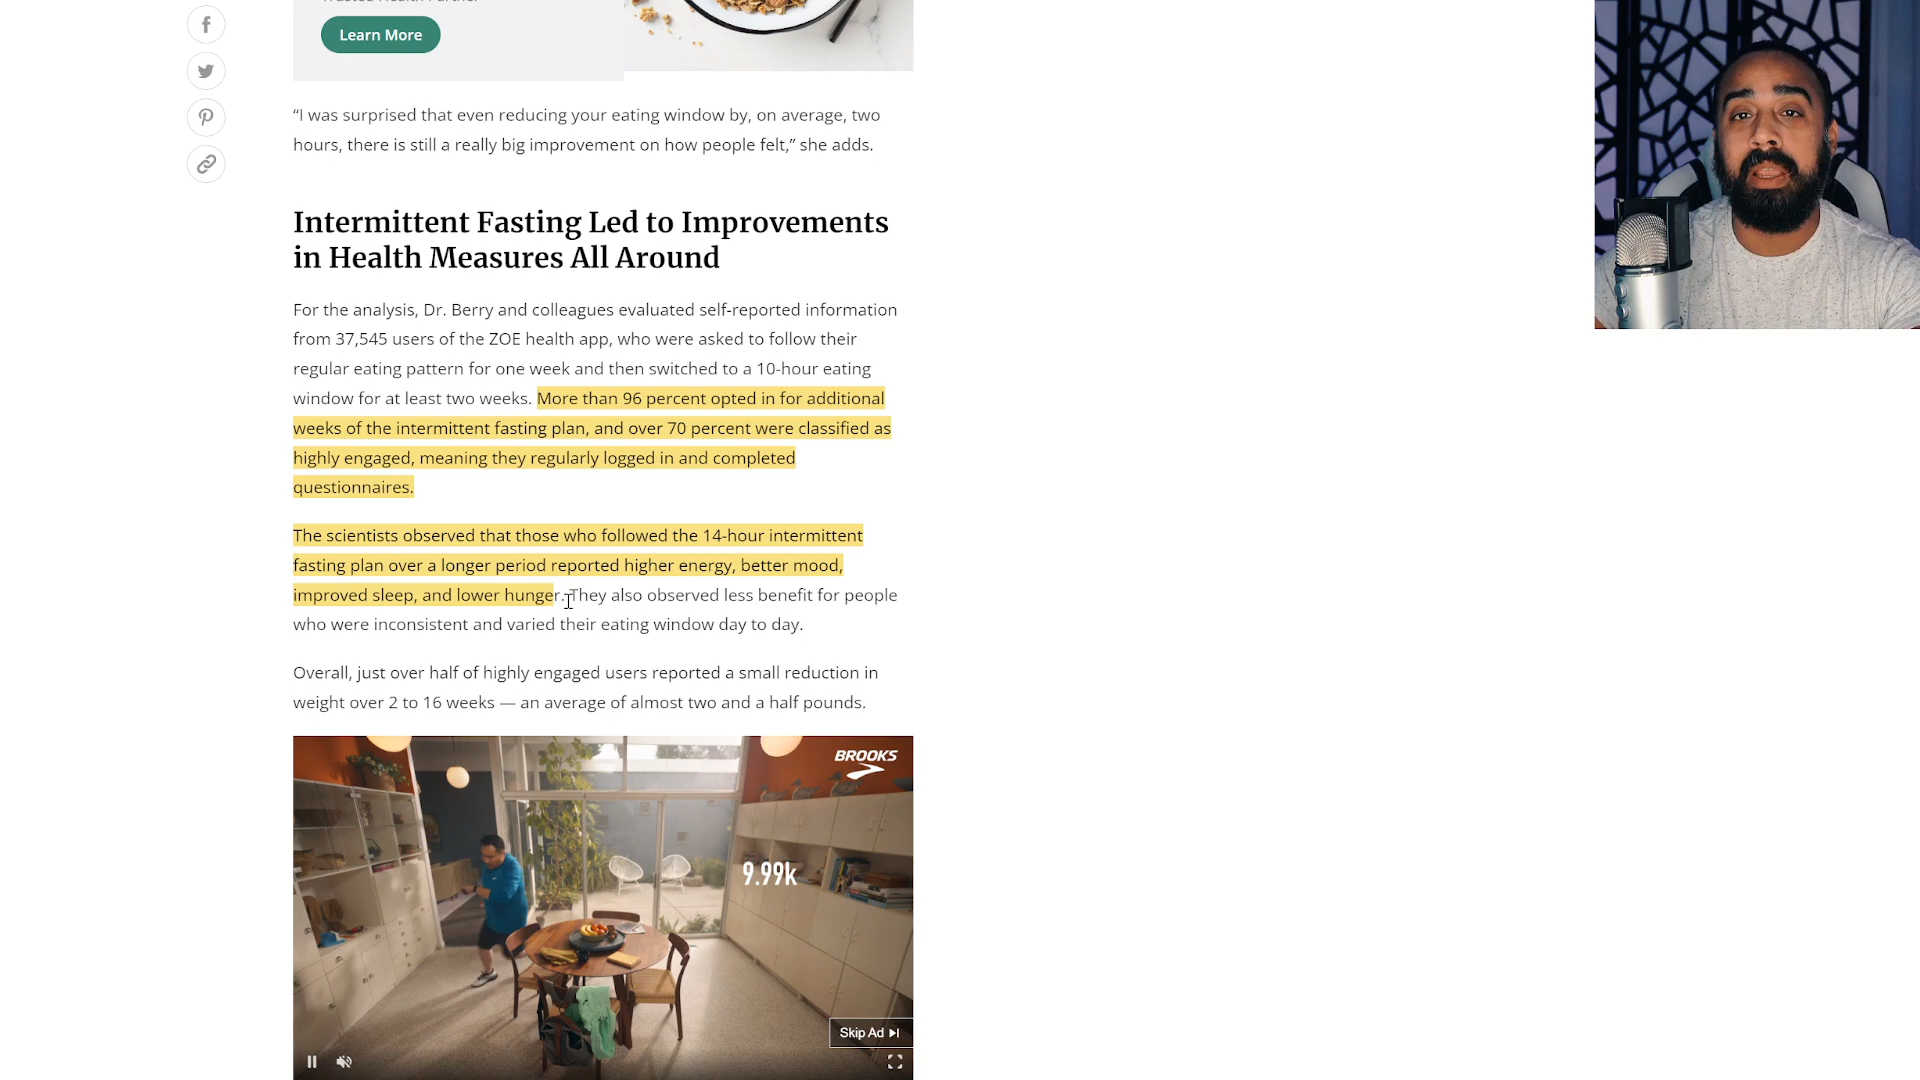 Learn More
“I was surprised that even reducing your eating window by, on average, two
hours, there is still a really big improvement on how people felt,” she adds.
Intermittent Fasting Led to Improvements
in Health Measures All Around
For the analysis, Dr. Berry and colleagues evaluated self-reported information
from 37,545 users of the ZOE health app, who were asked to follow their
regular eating pattern for one week and then switched to a 10-hour eating
window for at least two weeks. More than 96 percent opted in for additional
weeks of the intermittent fasting plan, and over 70 percent were classified as
highly engaged, meaning they regularly logged in and completed
questionnaires.
The scientists observed that those who followed the 14-hour intermittent
fasting plan over a longer period reported higher energy, better mood,
improved sleep, and lower hunger. They also observed less benefit for people
who were inconsistent and varied their eating window day to day.
Overall, just over half of highly engaged users reported a small reduction in
weight over 2 to 16 weeks — an average of almost two and a half pounds.
BROOKS
9.99k
Skip Ad